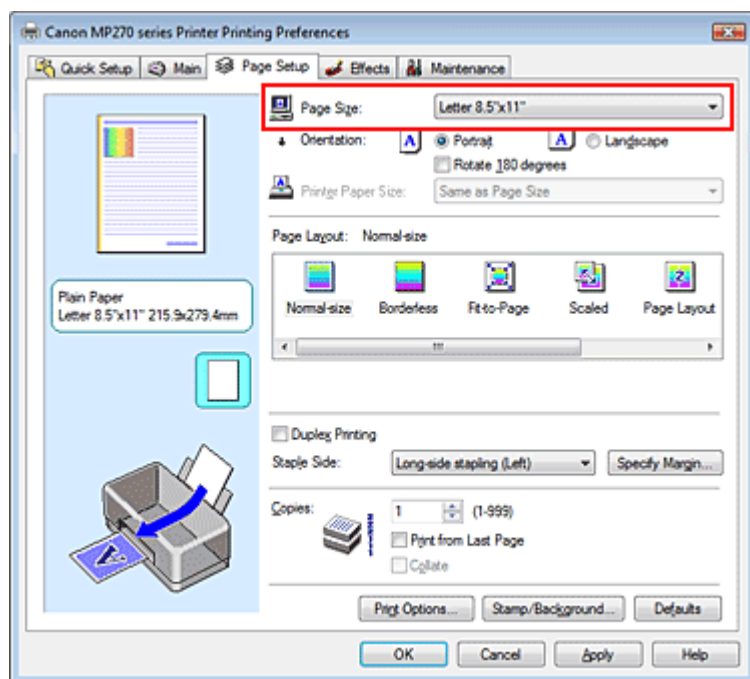 Canon MP270 series Printer Printing Preferences
Quick Setup Main Page Setup Effects Maintenance
Page Size: Letter 8.5"x11"
Orientation: A Portrait A Landscape
Rotate 180 degrees
Printer Paper Size: Same as Page Size
Page Layout: Normal-size
Normal-size Borderless Fit-to-Page Scaled Page Layout
Plain Paper
Letter 8.5"x11" 215.9x279.4mm
Duplex Printing
Staple Side: Long-side stapling (Left) Specify Margin...
Copies: 1 (1-999)
Print from Last Page
Collate
Print Options... Stamp/Background... Defaults
OK Cancel Apply Help